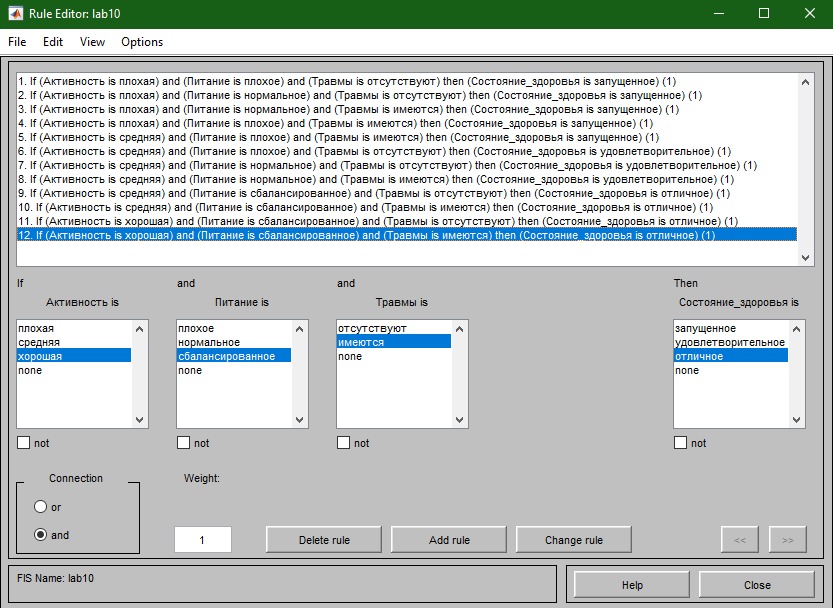 Rule Editor: lab10
File Edit View Options
1. If (Активность is плохая) and (Питание is плохое) and (Травмы is отсутствуют) then (Состояние_здоровья is запущенное) (1)
2. If (Активность is плохая) and (Питание is нормальное) and (Травмы is отсутствуют) then (Состояние_здоровья is запущенное) (1)
3. If (Активность is плохая) and (Питание is нормальное) and (Травмы is имеются) then (Состояние_здоровья is запущенное) (1)
4. If (Активность is плохая) and (Питание is плохое) and (Травмы is имеются) then (Состояние_здоровья is запущенное) (1)
5. If (Активность is средняя) and (Питание is плохое) and (Травмы is имеются) then (Состояние_здоровья is запущенное) (1)
6. If (Активность is средняя) and (Питание is плохое) and (Травмы is отсутствуют) then (Состояние_здоровья is удовлетворительное) (1)
7. If (Активность is средняя) and (Питание is нормальное) and (Травмы is отсутствуют) then (Состояние_здоровья is удовлетворительное) (1)
8. If (Активность is средняя) and (Питание is нормальное) and (Травмы is имеются) then (Состояние_здоровья is удовлетворительное) (1)
9. If (Активность is средняя) and (Питание is сбалансированное) and (Травмы is отсутствуют) then (Состояние_здоровья is отличное) (1)
10. If (Активность is средняя) and (Питание is сбалансированное) and (Травмы is имеются) then (Состояние_здоровья is отличное) (1)
11. If (Активность is хорошая) and (Питание is сбалансированное) and (Травмы is отсутствуют) then (Состояние_здоровья is отличное) (1)
12. If (Активность is хорошая) and (Питание is сбалансированное) and (Травмы is имеются) then (Состояние_здоровья is отличное) (1)
If and and Then
Активность is Питание is Травмы is Состояние_здоровья is
плохая плохое отсутствуют запущенное
средняя нормальное имеются удовлетворительное
хорошая сбалансированное none отличное
none none none
not not not not
Connection Weight:
or
and 1 Delete rule Add rule Change rule << >>
FIS Name: lab10 Help Close